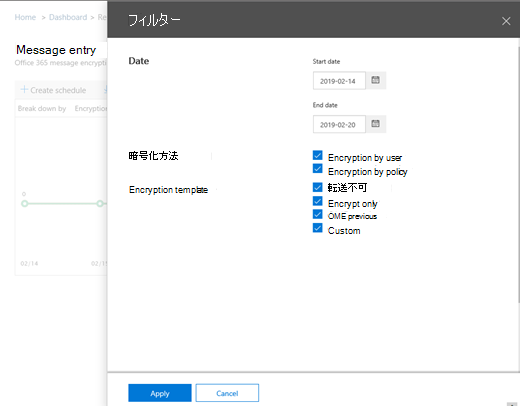 Home > Dashboard > Re
フィルター
Message entry
Office 365 message encrypti
+ Create schedule
Break down by Encryption
02/14
Date
Start date
2019-02-14
End date
2019-02-20
暗号化方法
Encryption by user
Encryption by policy
Encryption template
転送不可
Encrypt only
OME previous
Custom
Apply
Cancel